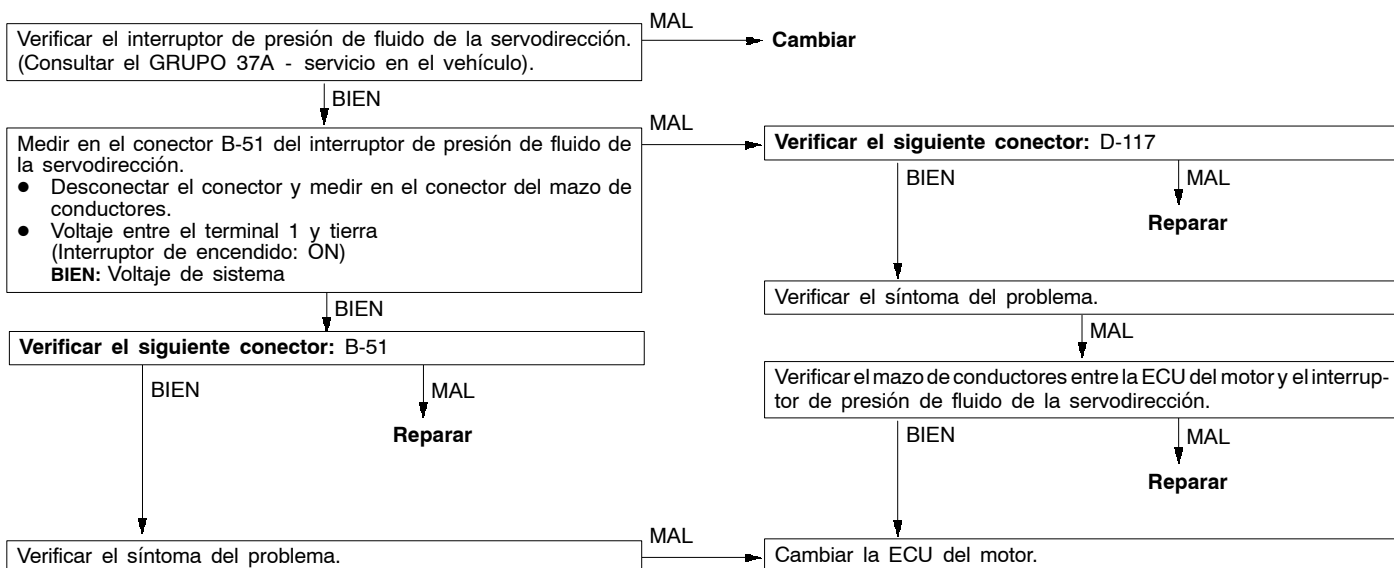 Verificar el interruptor de presión de fluido de la servodirección.
(Consultar el GRUPO 37A - servicio en el vehículo).
MAL
Cambiar
BIEN
Medir en el conector B-51 del interruptor de presión de fluido de
la servodirección.
● Desconectar el conector y medir en el conector del mazo de
conductores.
● Voltaje entre el terminal 1 y tierra
(Interruptor de encendido: ON)
BIEN: Voltaje de sistema
MAL
Verificar el siguiente conector: D-117
BIEN
MAL
Reparar
Verificar el síntoma del problema.
MAL
Verificar el mazo de conductores entre la ECU del motor y el interrup-
tor de presión de fluido de la servodirección.
BIEN
MAL
Reparar
BIEN
Verificar el siguiente conector: B-51
BIEN
MAL
Reparar
Verificar el síntoma del problema.
MAL
Cambiar la ECU del motor.